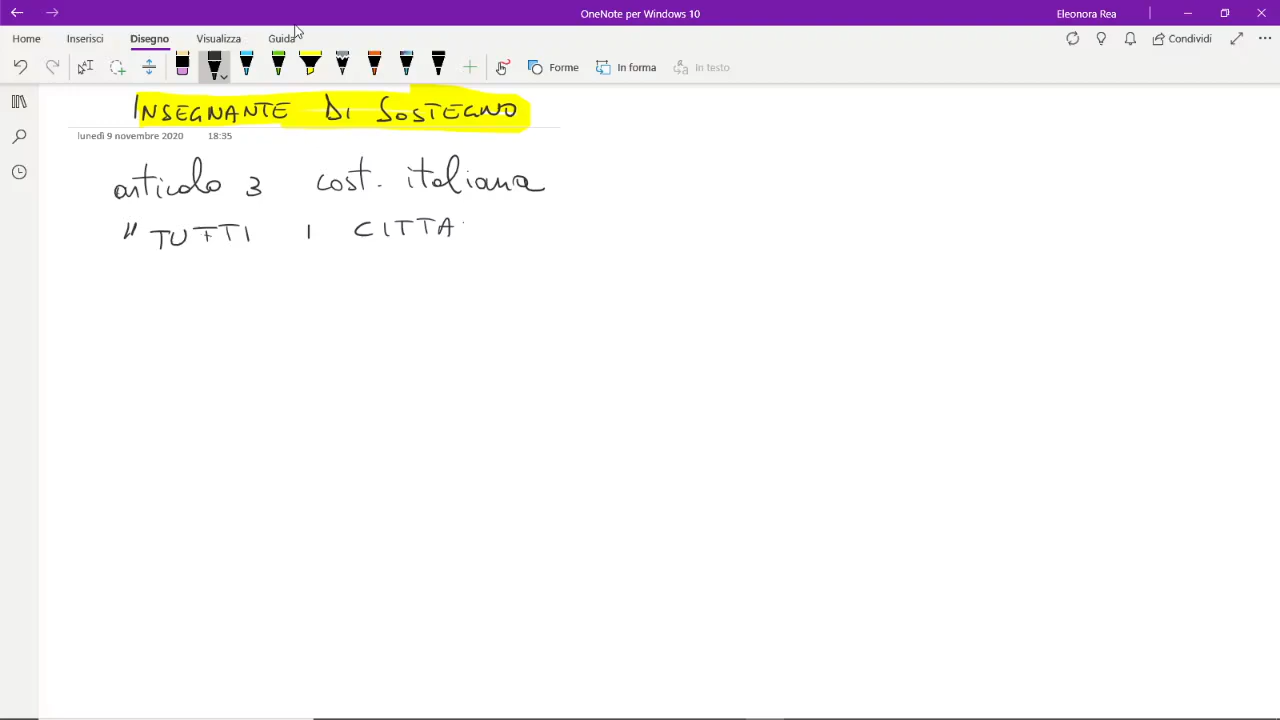 OneNote per Windows 10
Eleonora Rea
Home Inserisci Disegno Visualizza Guida
Condividi
Forme In forma In testo
INSEGNANTE DI SOSTEGNO
lunedì 9 novembre 2020 18:35
articolo 3 cost. italiana
" TUTTI I CITTA